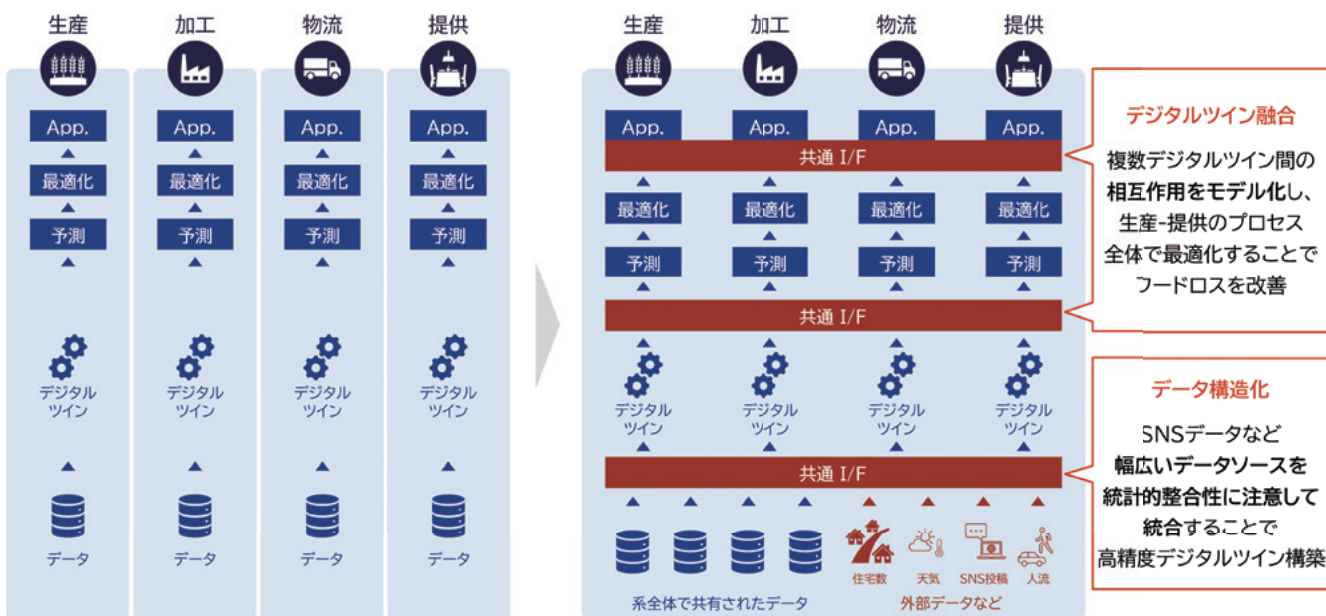 生産 加工 物流 提供
App. App. App. App.
最適化 最適化 最適化 最適化
予測 予測 予測 予測
デジタル デジタル デジタル デジタル
ツイン ツイン ツイン ツイン
データ データ データ データ
生産 加工 物流 提供
App. App. App. App.
共通 I/F
最適化 最適化 最適化 最適化
予測 予測 予測 予測
共通 I/F
デジタル デジタル デジタル デジタル
ツイン ツイン ツイン ツイン
共通 I/F
住宅数 天気 SNS投稿 人流
系全体で共有されたデータ 外部データなど
デジタルツイン融合
複数デジタルツイン間の
相互作用をモデル化し、
生産-提供のプロセス
全体で最適化することで
フードロスを改善
データ構造化
SNSデータなど
幅広いデータソースを
統計的整合性に注意して
統合することで
高精度デジタルツイン構築